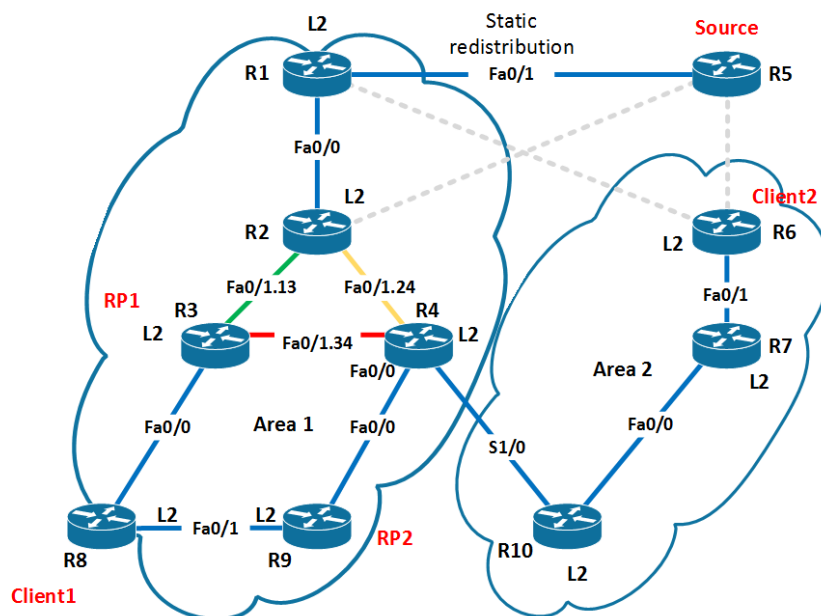 L2
Static
redistribution
Source
R1
Fa0/1
R5
Fa0/0
L2
Client2
R2
L2
R6
Fa0/1.13
Fa0/1.24
Fa0/1
RP1
R3
R4
L2
Fa0/1.34
L2
R7
Fa0/0
Area 2
L2
Fa0/0
Area 1
Fa0/0
Fa0/0
S1/0
L2
Fa0/1
L2
R8
R9
RP2
R10
L2
Client1